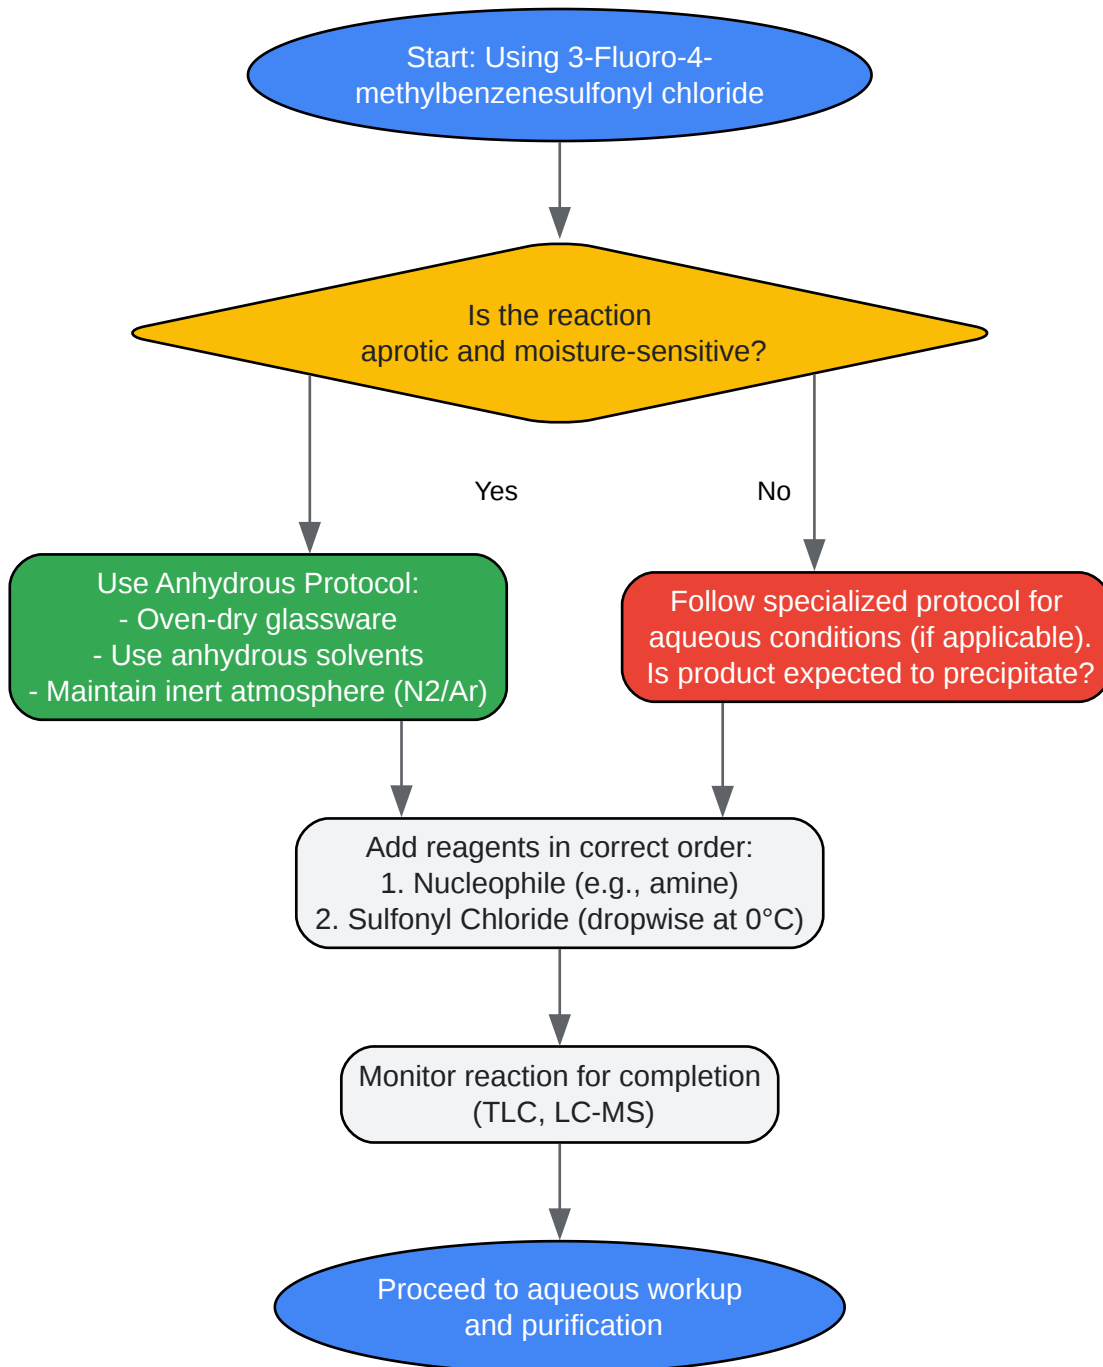 Start: Using 3-Fluoro-4-
methylbenzenesulfonyl chloride
Is the reaction
aprotic and moisture-sensitive?
Yes
No
Use Anhydrous Protocol:
- Oven-dry glassware
- Use anhydrous solvents
- Maintain inert atmosphere (N2/Ar)
Follow specialized protocol for
aqueous conditions (if applicable).
Is product expected to precipitate?
Add reagents in correct order:
1. Nucleophile (e.g., amine)
2. Sulfonyl Chloride (dropwise at 0°C)
Monitor reaction for completion
(TLC, LC-MS)
Proceed to aqueous workup
and purification